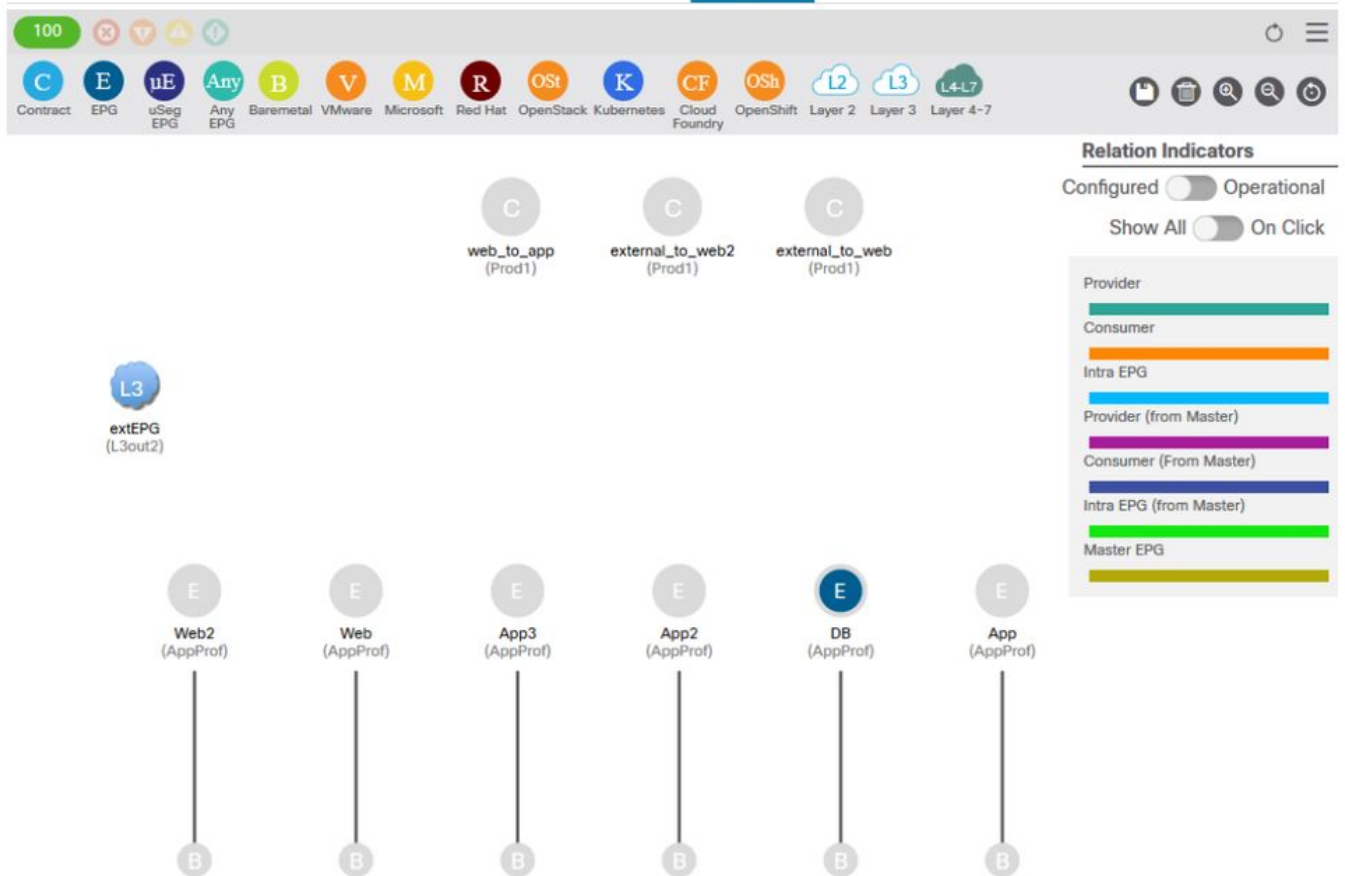 100
C E µE Any B V M R OSt K CF OSh L2 L3 L4-L7
Contract EPG uSeg EPG Any EPG Baremetal VMware Microsoft Red Hat OpenStack Kubernetes Cloud Foundry OpenShift Layer 2 Layer 3 Layer 4-7
Relation Indicators
Configured Operational
Show All On Click
C C C
web_to_app external_to_web2 external_to_web
(Prod1) (Prod1) (Prod1)
Provider
Consumer
Intra EPG
Provider (from Master)
Consumer (From Master)
Intra EPG (from Master)
Master EPG
L3
extEPG
(L3out2)
E E E E E E
Web2 Web App3 App2 DB App
(AppProf) (AppProf) (AppProf) (AppProf) (AppProf) (AppProf)
B B B B B B